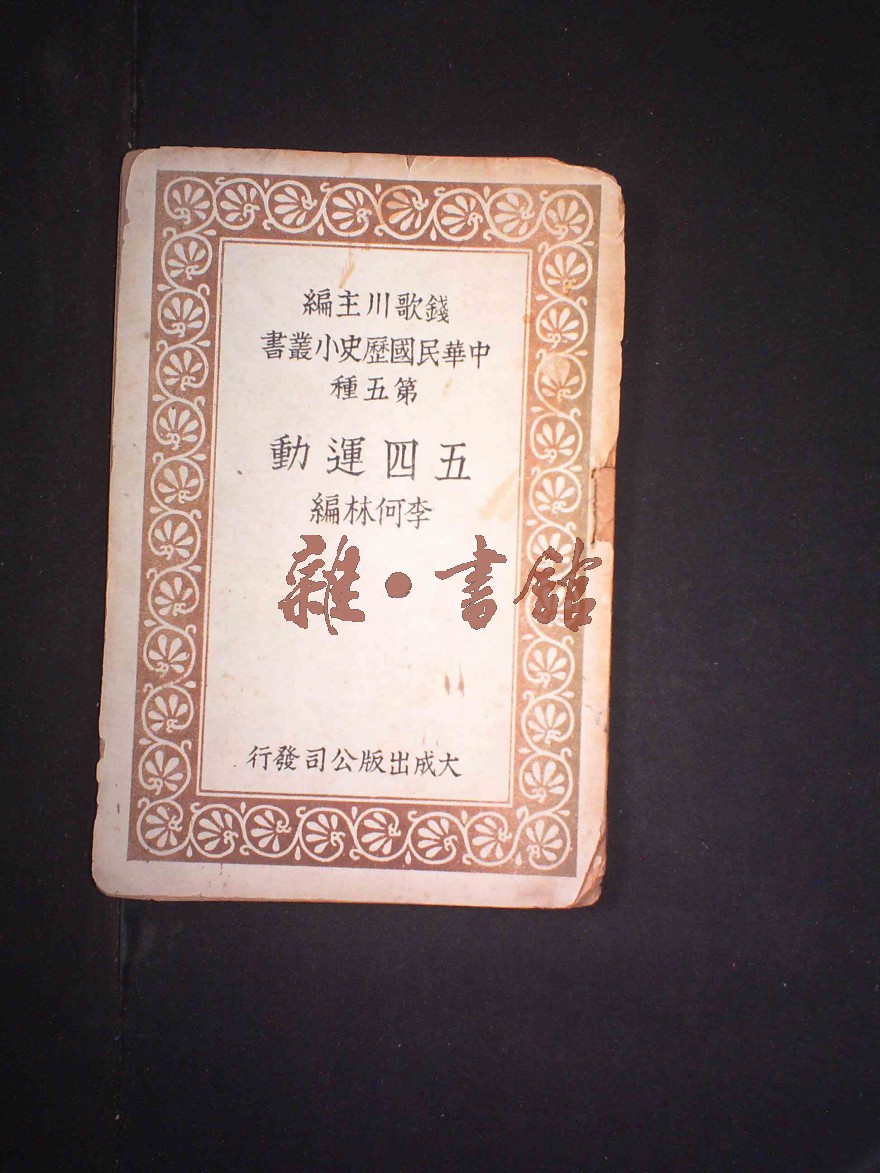 錢歌川主編
中華民國歷史小叢書
第五種
五四運動
李何林編
雜·書館
大成出版公司發行